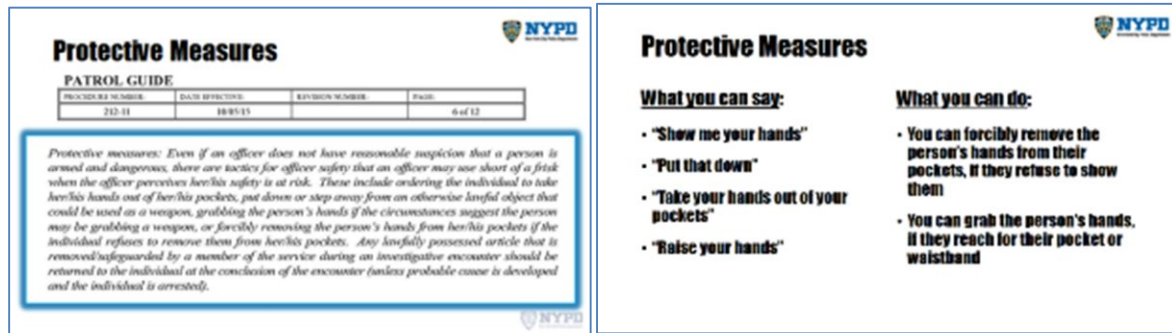 NYPD
Protective Measures
PATROL GUIDE
PROCEDURE NUMBER: DATE EFFECTIVE: REVISION NUMBER: PAGE:
212-11 10/05/15 6 of 12
Protective measures: Even if an officer does not have reasonable suspicion that a person is
armed and dangerous, there are tactics for officer safety that an officer may use short of a frisk
when the officer perceives her/his safety is at risk. These include ordering the individual to take
her/his hands out of her/his pockets, put down or step away from an otherwise lawful object that
could be used as a weapon, grabbing the person's hands if the circumstances suggest the person
may be grabbing a weapon, or forcibly removing the person's hands from her/his pockets if the
individual refuses to remove them from her/his pockets. Any lawfully possessed article that is
removed/safeguarded by a member of the service during an investigative encounter should be
returned to the individual at the conclusion of the encounter (unless probable cause is developed
and the individual is arrested).
NYPD
NYPD
Protective Measures
What you can say:
• "Show me your hands"
• "Put that down"
• "Take your hands out of your
pockets"
• "Raise your hands"
What you can do:
• You can forcibly remove the
person's hands from their
pockets, if they refuse to show
them
• You can grab the person's hands,
if they reach for their pocket or
waistband